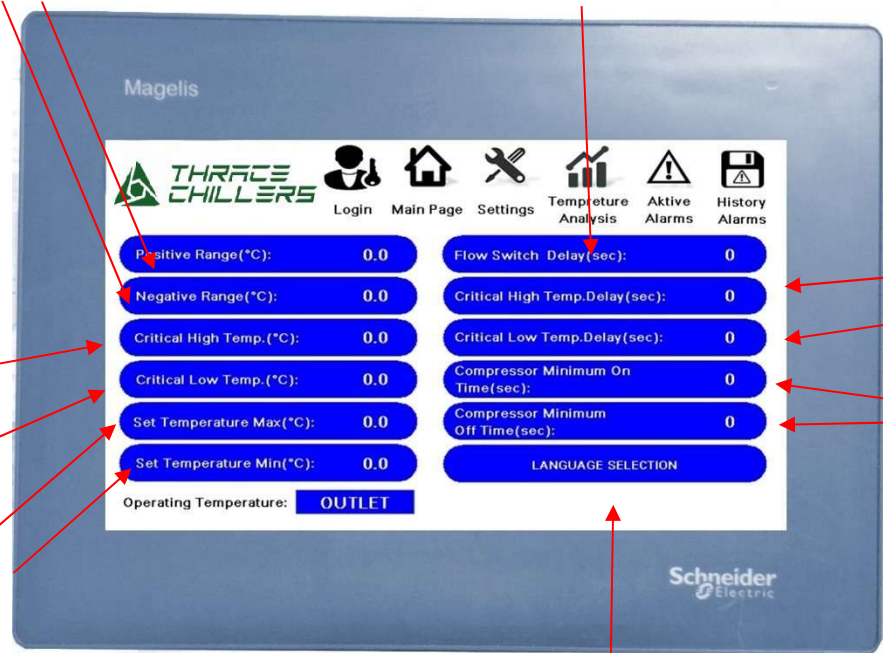 Magelis
THRACE
CHILLERS
Login
Main Page
Settings
Tempreture
Analysis
Aktive
Alarms
History
Alarms
Positive Range(°C): 0.0
Negative Range(°C): 0.0
Critical High Temp.(°C): 0.0
Critical Low Temp.(°C): 0.0
Set Temperature Max(°C): 0.0
Set Temperature Min(°C): 0.0
Operating Temperature: OUTLET
Flow Switch Delay(sec): 0
Critical High Temp.Delay(sec): 0
Critical Low Temp.Delay(sec): 0
Compressor Minimum On
Time(sec): 0
Compressor Minimum
Off Time(sec): 0
LANGUAGE SELECTION
Schneider
Electric